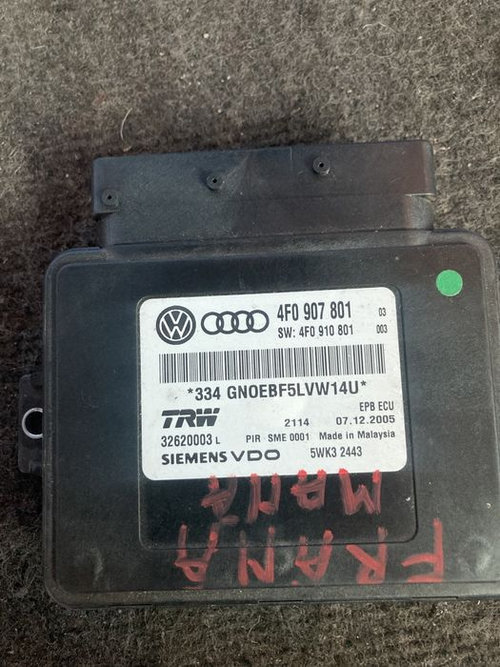 4F0 907 801 03
SW: 4F0 910 801 003
*334 GNOEBF5LVW14U*
EPB ECU
TRW 2114 07.12.2005
32620003 L PIR SME 0001 Made in Malaysia
SIEMENS VDO 5WK3 2443
FRANA
MANA